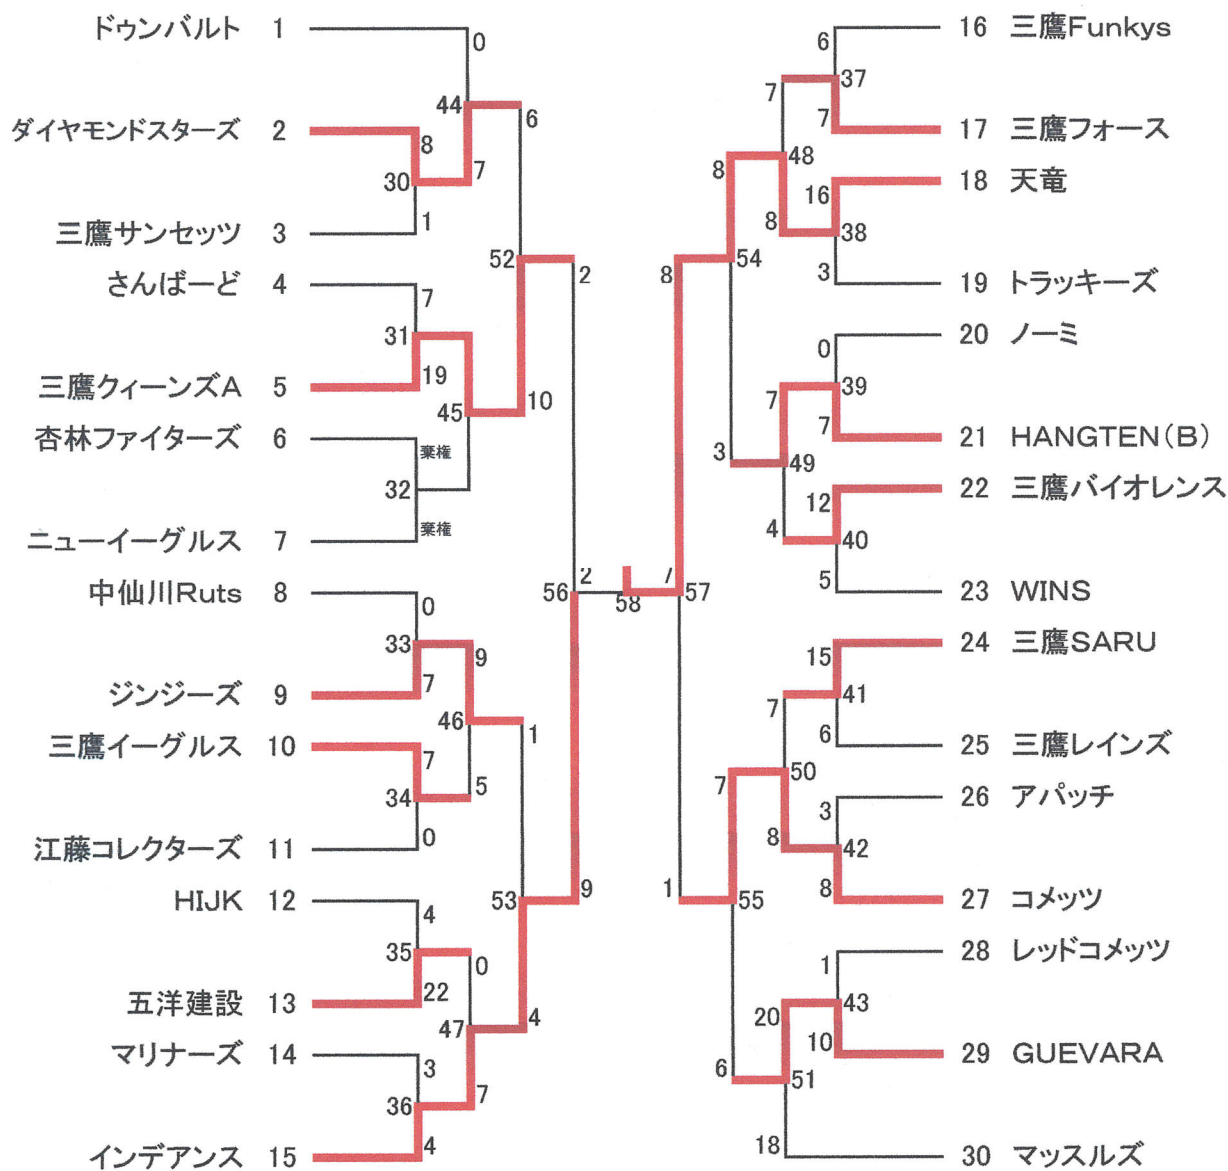 ドゥンバルト 1
0
44
6
ダイヤモンドスターズ 2
8
30
7
1
三鷹サンセッツ 3
52
2
さんばーど 4
7
31
19
三鷹クィーンズA 5
45
10
杏林ファイターズ 6
棄権
32
棄権
ニューイーグルス 7
中仙川Ruts 8
0
33
9
7
ジンジーズ 9
46
1
三鷹イーグルス 10
7
34
5
0
江藤コレクターズ 11
HIJK 12
4
53
9
35
0
22
五洋建設 13
47
4
マリナーズ 14
3
36
7
4
インデアンス 15
56
2
58
7
57
16 三鷹Funkys
6
37
7
7
17 三鷹フォース
8
48
18 天竜
16
8
38
3
19 トラッキーズ
8
54
20 ノーミ
0
39
7
7
21 HANGTEN(B)
3
49
22 三鷹バイオレンス
12
4
40
5
23 WINS
24 三鷹SARU
15
41
7
6
25 三鷹レインズ
7
50
26 アパッチ
3
8
42
8
27 コメッツ
1
55
28 レッドコメッツ
1
43
20
10
29 GUEVARA
6
51
18
30 マッスルズ